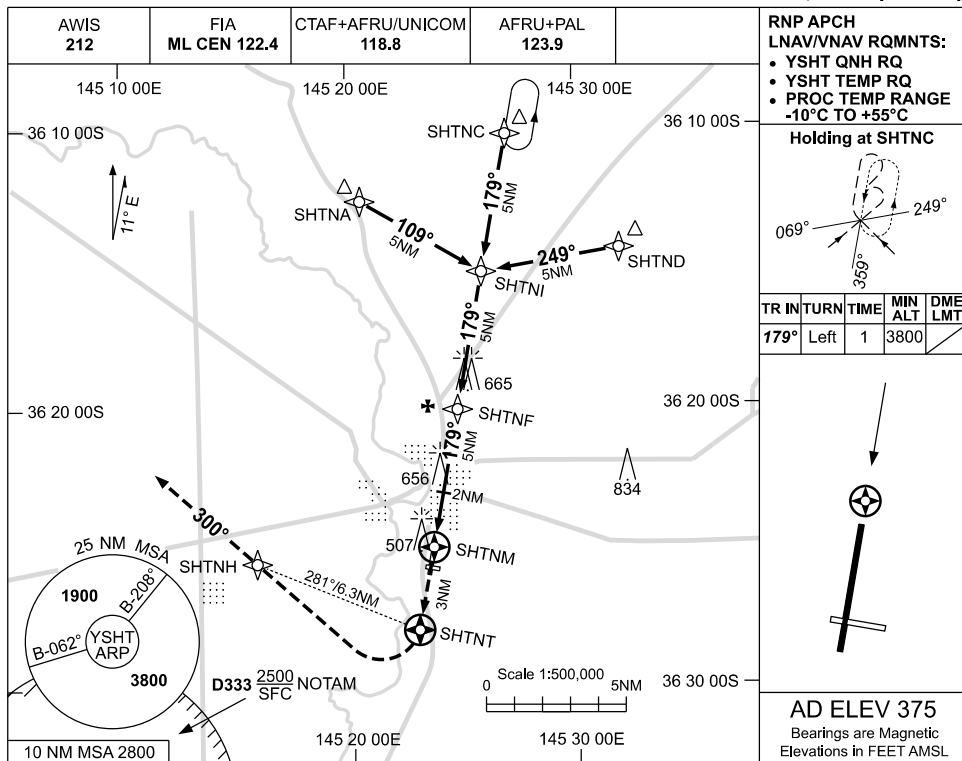 AWIS
212
FIA
ML CEN 122.4
CTAF+AFRU/UNICOM
118.8
AFRU+PAL
123.9
RNP APCH
LNAV/VNAV RQMNTS:
• YSHT QNH RQ
• YSHT TEMP RQ
• PROC TEMP RANGE
-10°C TO +55°C
145 10 00E
145 20 00E
145 30 00E
36 10 00S
36 10 00S
SHTNC
Holding at SHTNC
249°
069°
359°
11° E
SHTNA
109°
5NM
179°
5NM
249°
5NM
SHTND
SHTNI
179°
5NM
TR IN
TURN
TIME
MIN ALT
DME LMT
179°
Left
1
3800
665
36 20 00S
36 20 00S
SHTNF
179°
5NM
656
2NM
834
507
SHTNM
300°
SHTNH
281°/6.3NM
3NM
SHTNT
25 NM MSA
1900
B-208°
B-062°
YSHT
ARP
3800
D333 2500 SFC NOTAM
Scale 1:500,000
0
5NM
36 30 00S
145 20 00E
145 30 00E
10 NM MSA 2800
AD ELEV 375
Bearings are Magnetic
Elevations in FEET AMSL